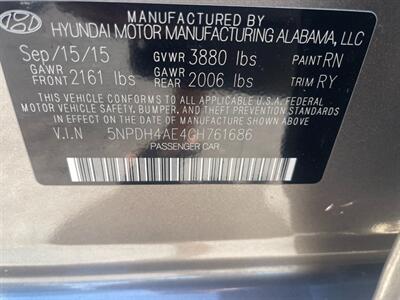 MANUFACTURED BY
HYUNDAI MOTOR MANUFACTURING ALABAMA, LLC
Sep/15/15 GVWR 3880 lbs PAINT RN
GAWR FRONT 2161 lbs GAWR REAR 2006 lbs TRIM RY
THIS VEHICLE CONFORMS TO ALL APPLICABLE U.S.A. FEDERAL
MOTOR VEHICLE SAFETY, BUMPER, AND THEFT PREVENTION STANDARDS
IN EFFECT ON THE DATE OF MANUFACTURE SHOWN ABOVE.
V.I.N 5NPDH4AE4GH761686
PASSENGER CAR